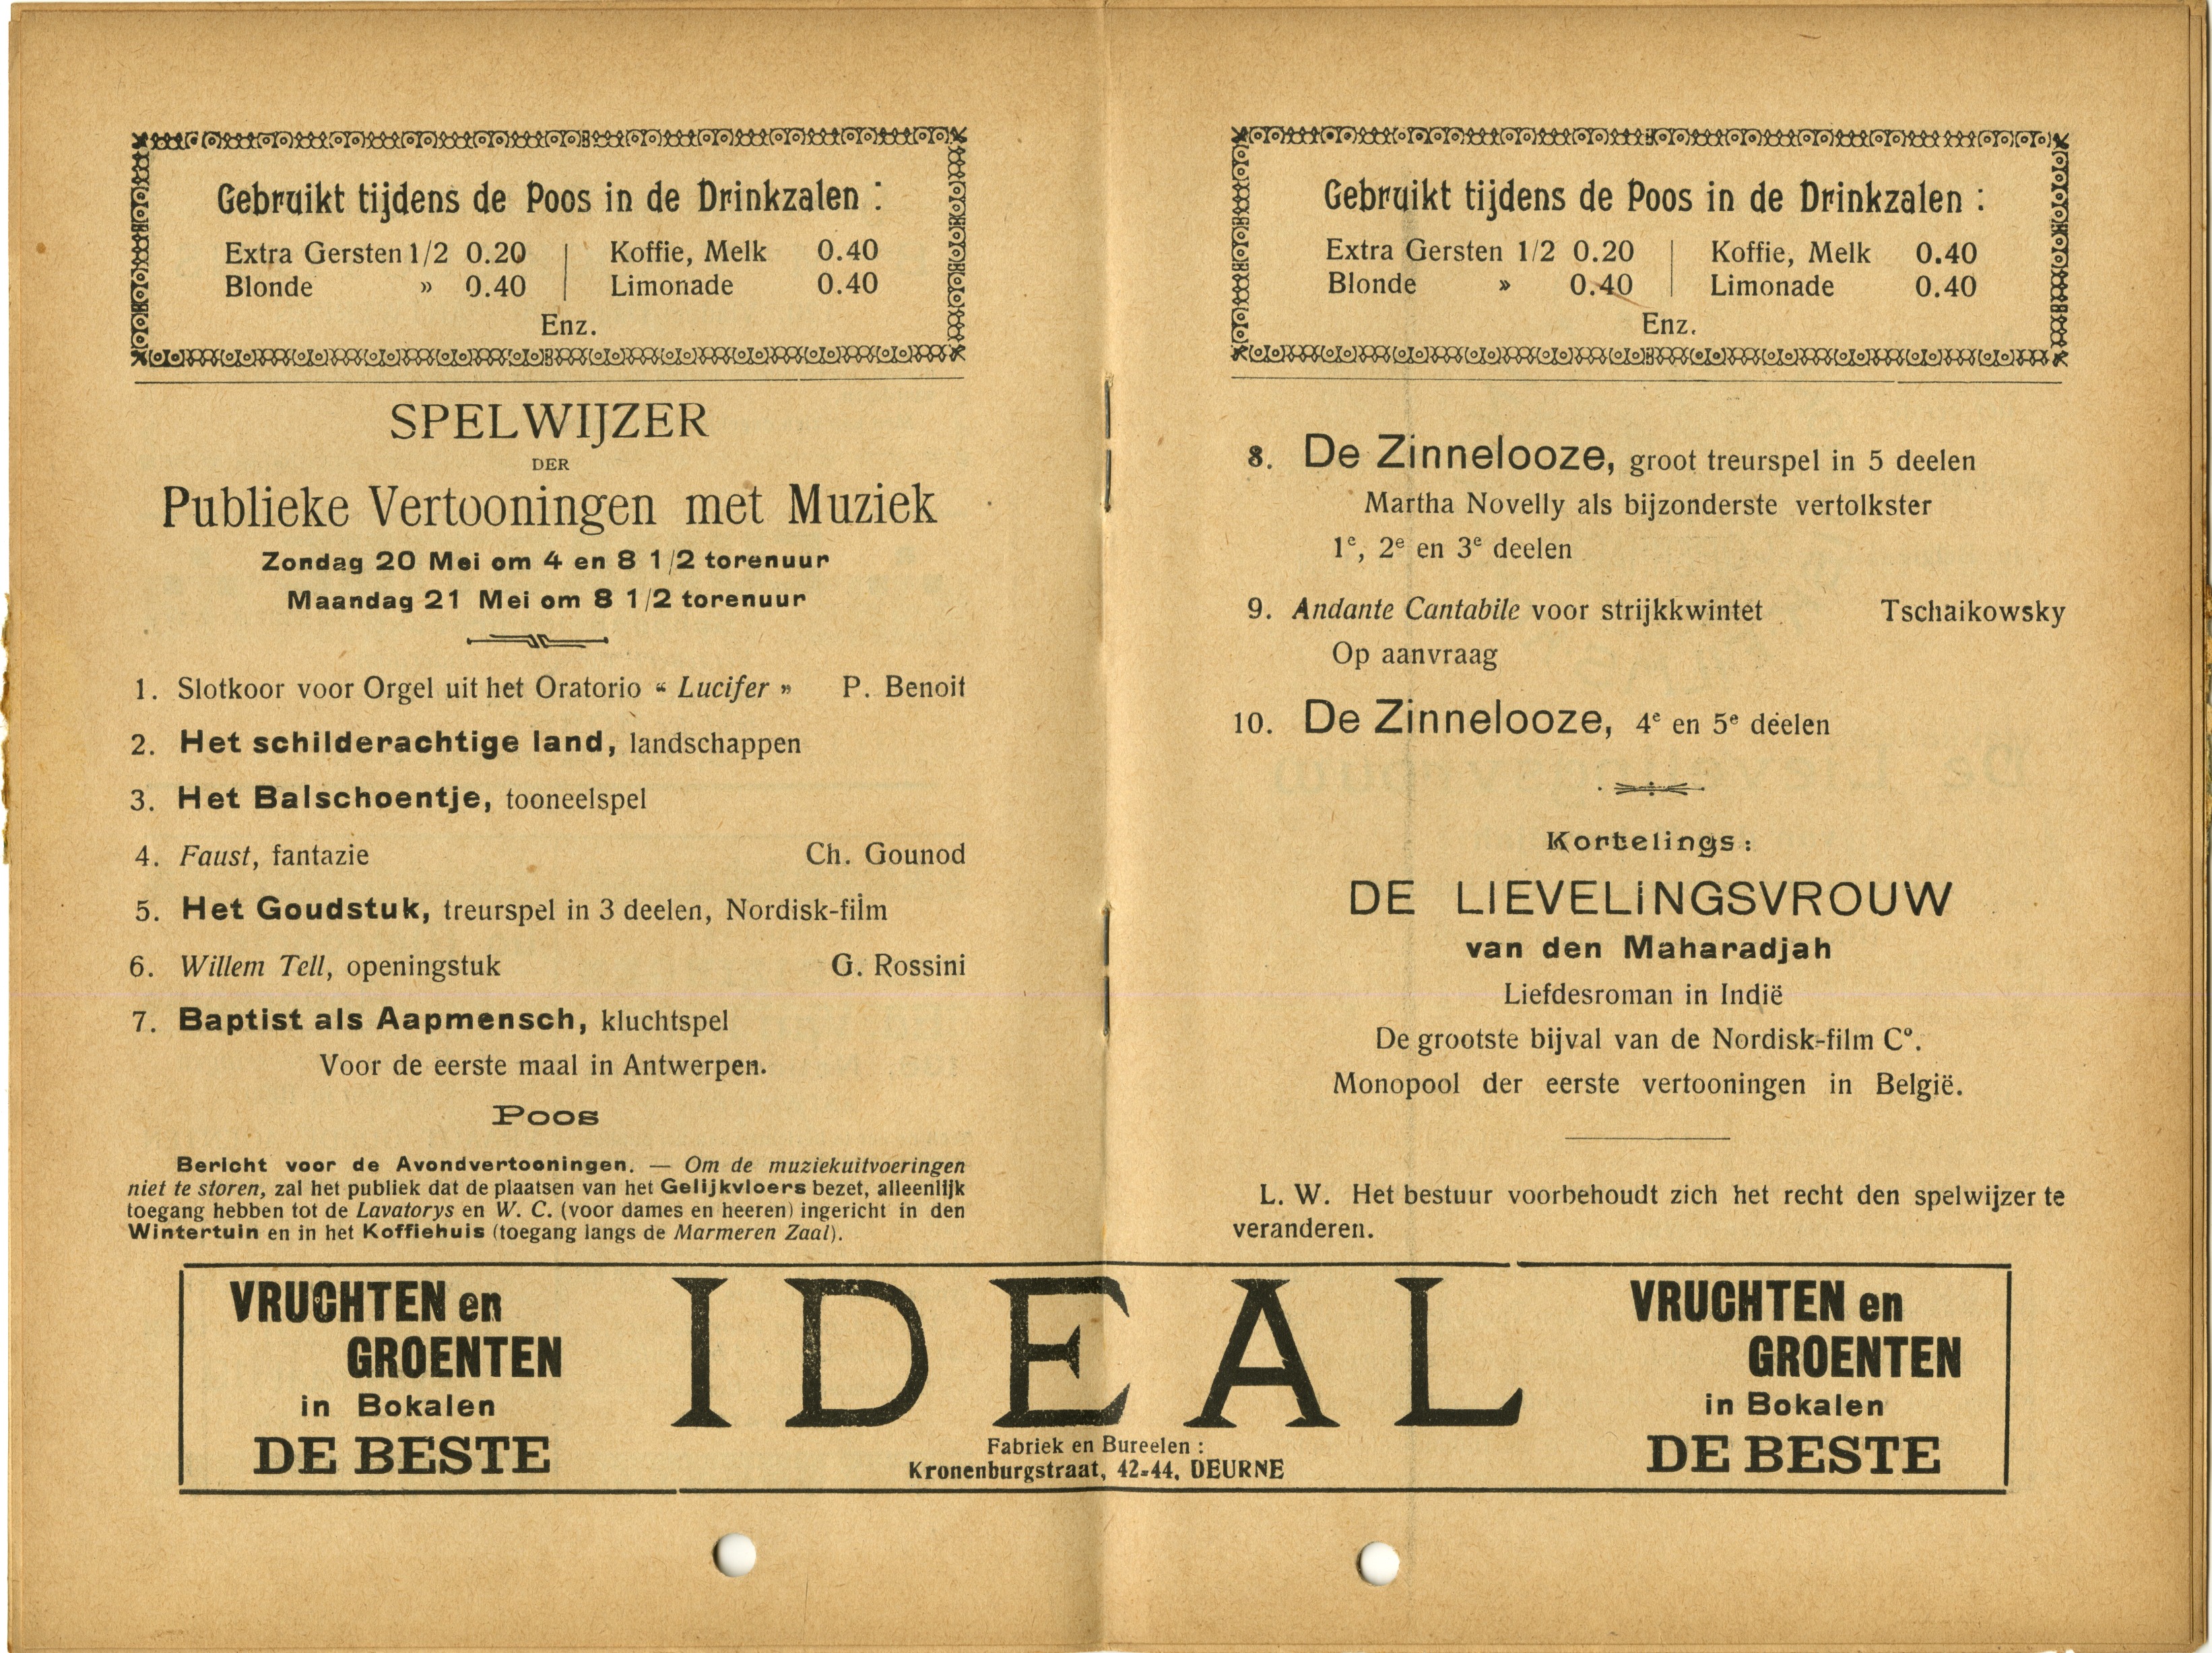 Gebruikt tijdens de Poos in de Drinkzalen :
Extra Gersten 1/2 0.20 | Koffie, Melk 0.40
Blonde » 0.40 | Limonade 0.40
Enz.
SPELWIJZER
DER
Publieke Vertooningen met Muziek
Zondag 20 Mei om 4 en 8 1/2 torenuur
Maandag 21 Mei om 8 1/2 torenuur
1. Slotkoor voor Orgel uit het Oratorio “ Lucifer » P. Benoit
2. Het schilderachtige land, landschappen
3. Het Balschoentje, tooneelspel
4. Faust, fantazie Ch. Gounod
5. Het Goudstuk, treurspel in 3 deelen, Nordisk-film
6. Willem Tell, openingstuk G. Rossini
7. Baptist als Aapmensch, kluchtspel
Voor de eerste maal in Antwerpen.
Poos
Bericht voor de Avondvertooningen. — Om de muziekuitvoeringen
niet te storen, zal het publiek dat de plaatsen van het Gelijkvloers bezet, alleenlijk
toegang hebben tot de Lavatorys en W. C. (voor dames en heeren) ingericht in den
Wintertuin en in het Koffiehuis (toegang langs de Marmeren Zaal).
Gebruikt tijdens de Poos in de Drinkzalen :
Extra Gersten 1/2 0.20 | Koffie, Melk 0.40
Blonde » 0.40 | Limonade 0.40
Enz.
8. De Zinnelooze, groot treurspel in 5 deelen
Martha Novelly als bijzonderste vertolkster
1e, 2e en 3e deelen
9. Andante Cantabile voor strijkkwintet Tschaikowsky
Op aanvraag
10. De Zinnelooze, 4e en 5e deelen
Kortelings :
DE LIEVELINGSVROUW
van den Maharadjah
Liefdesroman in Indië
De grootste bijval van de Nordisk-film Co.
Monopool der eerste vertooningen in België.
L. W. Het bestuur voorbehoudt zich het recht den spelwijzer te
veranderen.
VRUCHTEN en
GROENTEN
in Bokalen
DE BESTE
IDEAL
Fabriek en Bureelen :
Kronenburgstraat, 42-44, DEURNE
VRUCHTEN en
GROENTEN
in Bokalen
DE BESTE